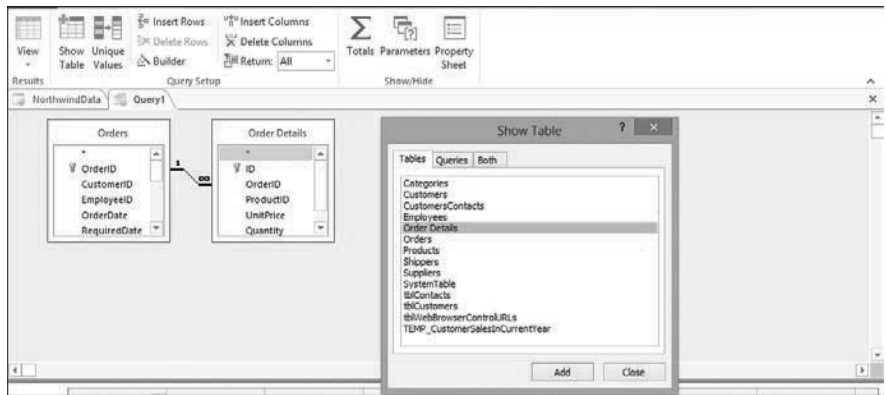 View
Show Table
Unique Values
Insert Rows
Delete Rows
Builder
Insert Columns
Delete Columns
Return: All
Totals
Parameters
Property Sheet
Results
Query Setup
Show/Hide
NorthwindData
Query1
Orders
*
OrderID
CustomerID
EmployeeID
OrderDate
RequiredDate
1
∞
Order Details
*
ID
OrderID
ProductID
UnitPrice
Quantity
Show Table
?
Tables
Queries
Both
Categories
Customers
CustomersContacts
Employees
Order Details
Orders
Products
Shippers
Suppliers
SystemTable
tblContacts
tblCustomers
tblWebBrowserControlURLs
TEMP_CustomerSalesInCurrentYear
Add
Close